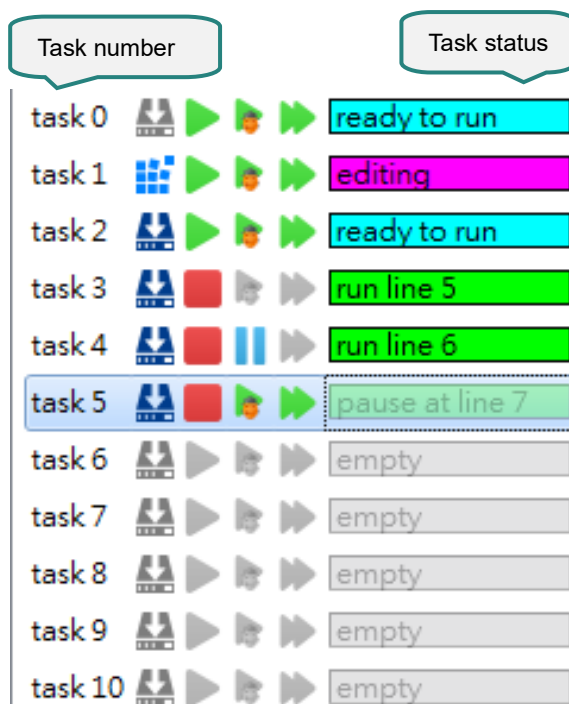 Task number
Task status
task 0 ready to run
task 1 editing
task 2 ready to run
task 3 run line 5
task 4 run line 6
task 5 pause at line 7
task 6 empty
task 7 empty
task 8 empty
task 9 empty
task 10 empty